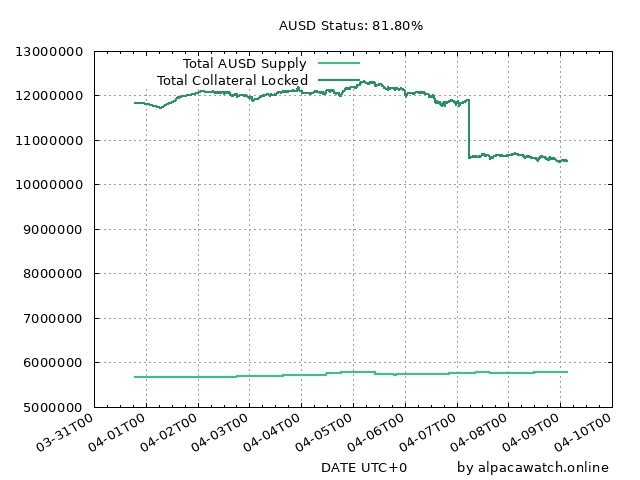 AUSD Status: 81.80%
13000000
Total AUSD Supply
Total Collateral Locked
12000000
11000000
10000000
9000000
8000000
7000000
6000000
5000000
03-31T00
04-01T00
04-02T00
04-03T00
04-04T00
04-05T00
04-06T00
04-07T00
04-08T00
04-09T00
04-10T00
DATE UTC+0
by alpacawatch.online